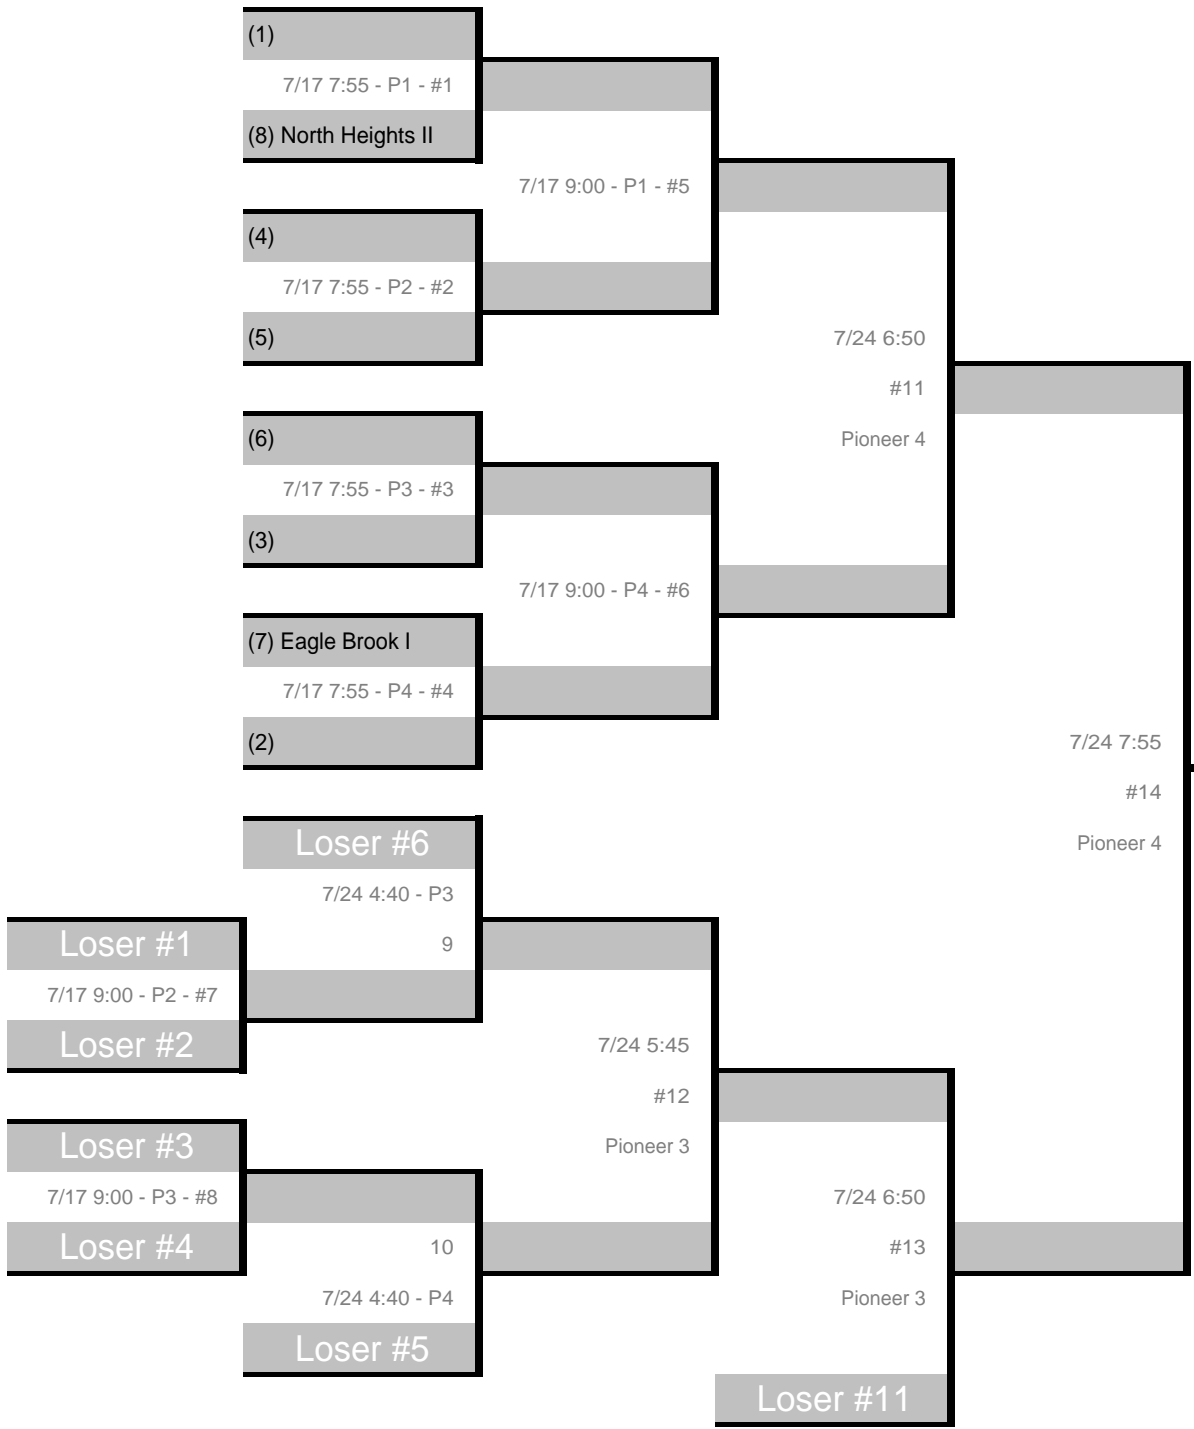 (1)
7/17 7:55 - P1 - #1
(8) North Heights II
7/17 9:00 - P1 - #5
(4)
7/17 7:55 - P2 - #2
(5)
7/24 6:50
#11
Pioneer 4
(6)
7/17 7:55 - P3 - #3
(3)
7/17 9:00 - P4 - #6
(7) Eagle Brook I
7/17 7:55 - P4 - #4
(2)
7/24 7:55
#14
Pioneer 4
Loser #6
7/24 4:40 - P3
9
Loser #1
7/17 9:00 - P2 - #7
Loser #2
7/24 5:45
#12
Pioneer 3
Loser #3
7/17 9:00 - P3 - #8
Loser #4
10
7/24 4:40 - P4
Loser #5
7/24 6:50
#13
Pioneer 3
Loser #11